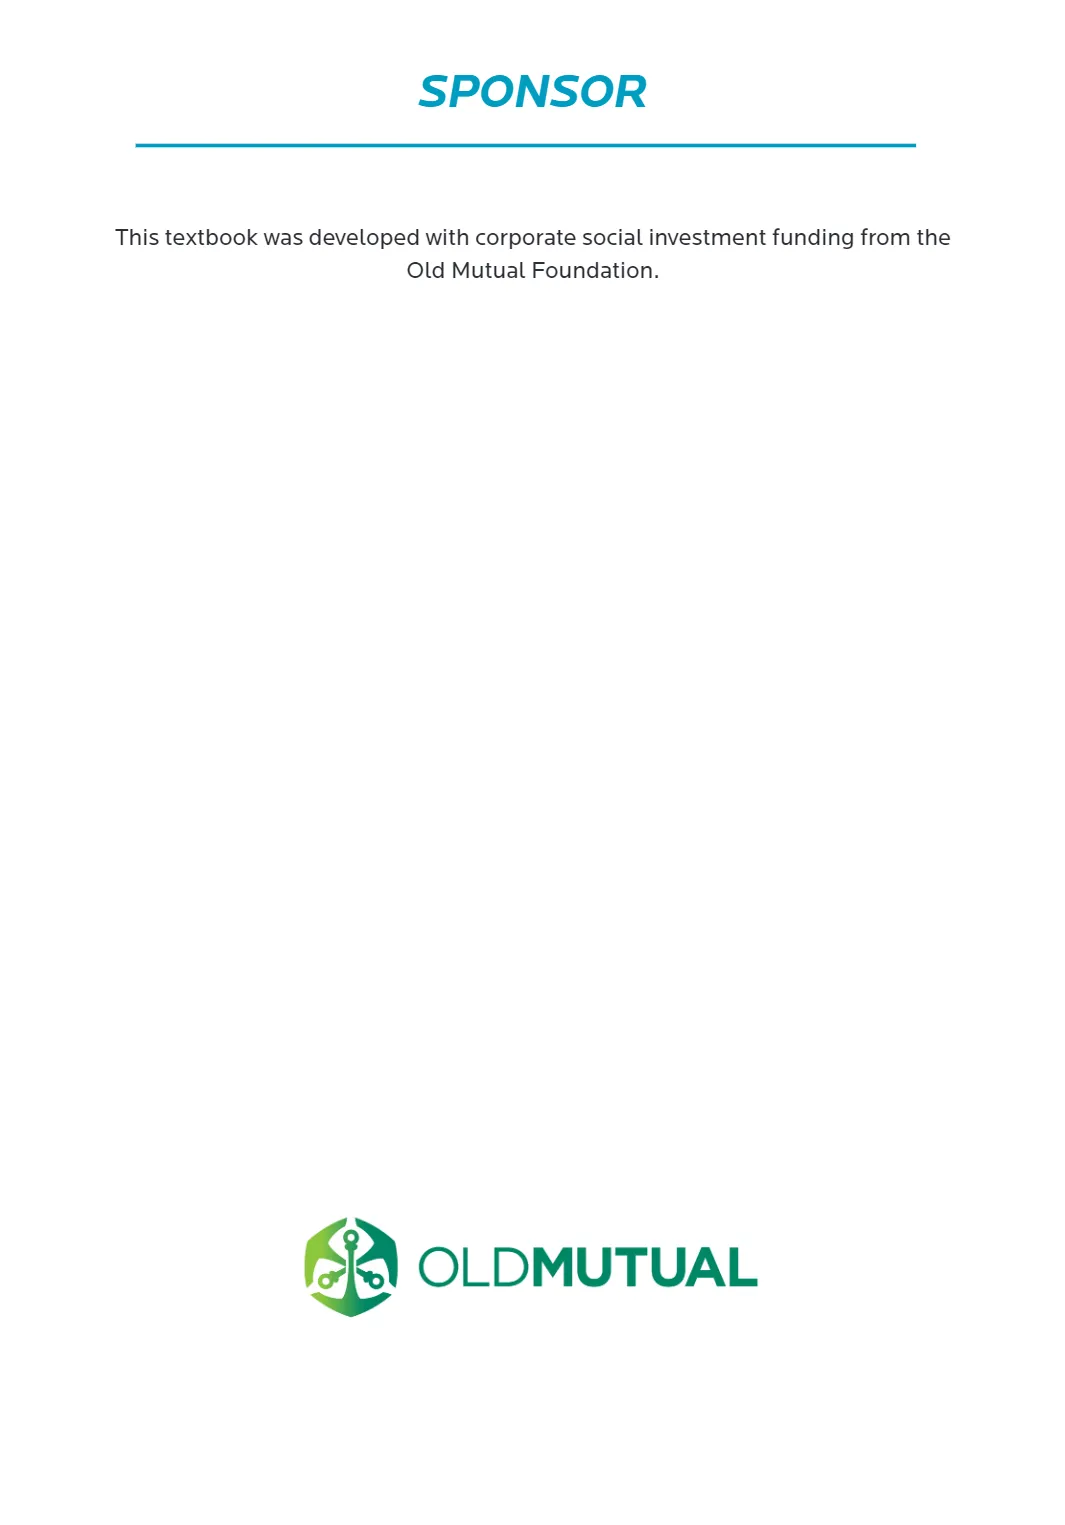 SPONSOR
This textbook was developed with corporate social investment funding from the
Old Mutual Foundation.
OLDMUTUAL